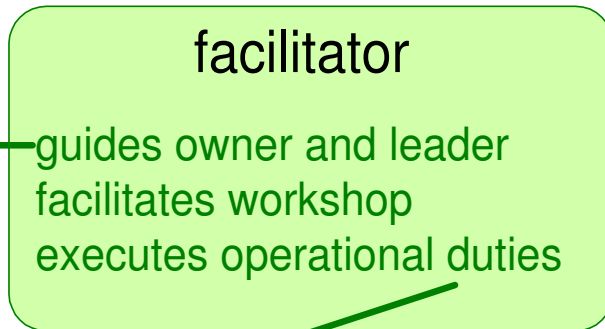 facilitator
guides owner and leader
facilitates workshop
executes operational duties